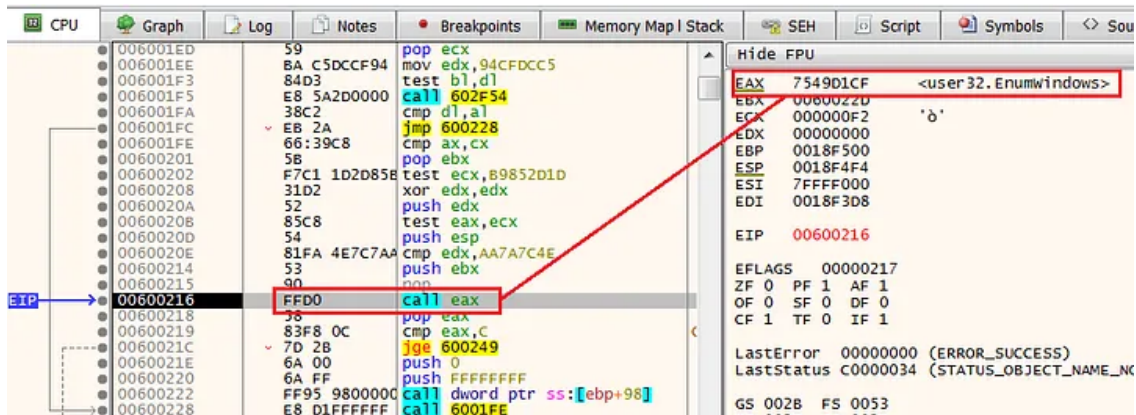 CPU Graph Log Notes Breakpoints Memory Map | Stack SEH Script Symbols <> Sou
006001ED 59 pop ecx
006001EE BA C5DCCF94 mov edx,94CFDCC5
006001F3 84D3 test bl,dl
006001F5 E8 5A2D0000 call 602F54
006001FA 38C2 cmp dl,al
006001FC EB 2A jmp 600228
006001FE 66:39C8 cmp ax,cx
00600201 5B pop ebx
00600202 F7C1 1D2D85B test ecx,B9852D1D
00600208 31D2 xor edx,edx
0060020A 52 push edx
0060020B 85C8 test eax,ecx
0060020D 54 push esp
0060020E 81FA 4E7C7AA cmp edx,AA7A7C4E
00600214 53 push ebx
00600215 90 nop
EIP 00600216 FFD0 call eax
00600218 58 pop eax
00600219 83F8 0C cmp eax,C
0060021C 7D 2B jge 600249
0060021E 6A 00 push 0
00600220 6A FF push FFFFFFFF
00600222 FF95 9800000 call dword ptr ss:[ebp+98]
00600228 E8 D1FFFFFF call 6001FE
Hide FPU
EAX 7549D1CF <user32.EnumWindows>
EBX 0060022D
ECX 000000F2 'ò'
EDX 00000000
EBP 0018F500
ESP 0018F4F4
ESI 7FFFF000
EDI 0018F3D8
EIP 00600216
EFLAGS 00000217
ZF 0 PF 1 AF 1
OF 0 SF 0 DF 0
CF 1 TF 0 IF 1
LastError 00000000 (ERROR_SUCCESS)
LastStatus C0000034 (STATUS_OBJECT_NAME_NO
GS 002B FS 0053